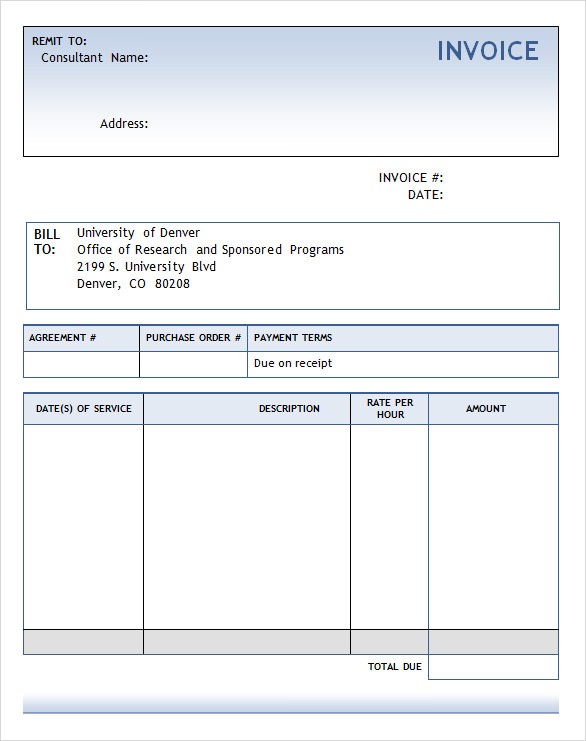 REMIT TO:
INVOICE
Consultant Name:
Address:
INVOICE #:
DATE:
BILL TO:
University of Denver
Office of Research and Sponsored Programs
2199 S. University Blvd
Denver, CO 80208
AGREEMENT # PURCHASE ORDER # PAYMENT TERMS
Due on receipt
DATE(S) OF SERVICE DESCRIPTION RATE PER HOUR AMOUNT
TOTAL DUE